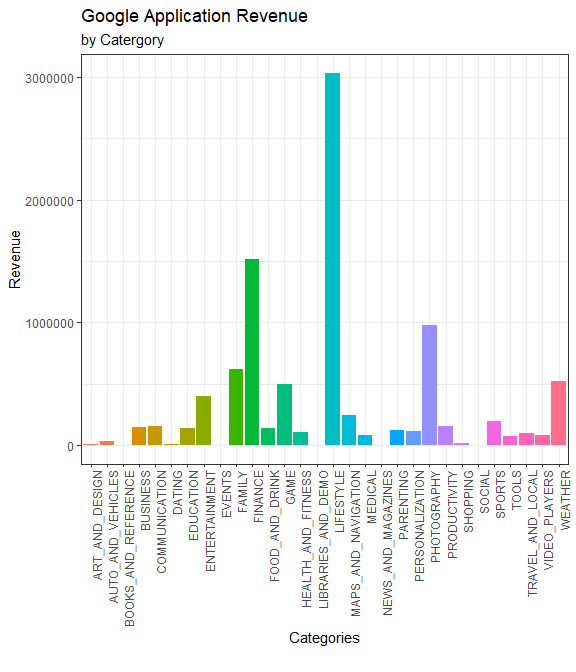 Google Application Revenue
by Catergory
3000000
2000000
1000000
0
Revenue
ART_AND_DESIGN
AUTO_AND_VEHICLES
BOOKS_AND_REFERENCE
BUSINESS
COMMUNICATION
DATING
EDUCATION
ENTERTAINMENT
EVENTS
FAMILY
FINANCE
FOOD_AND_DRINK
GAME
HEALTH_AND_FITNESS
LIBRARIES_AND_DEMO
LIFESTYLE
MAPS_AND_NAVIGATION
MEDICAL
NEWS_AND_MAGAZINES
PARENTING
PERSONALIZATION
PHOTOGRAPHY
PRODUCTIVITY
SHOPPING
SOCIAL
SPORTS
TOOLS
TRAVEL_AND_LOCAL
VIDEO_PLAYERS
WEATHER
Categories